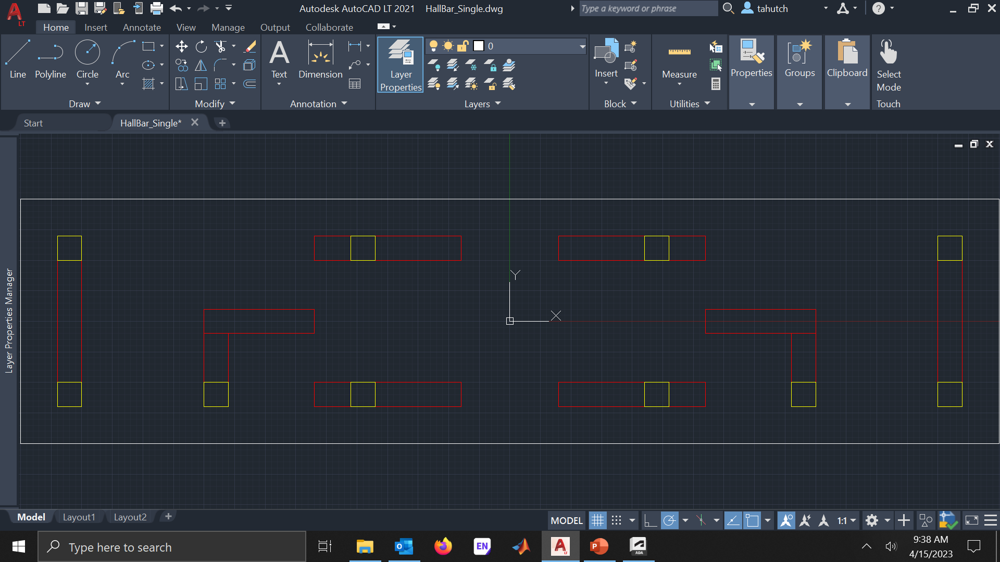 Autodesk AutoCAD LT 2021 HallBar_Single.dwg
Type a keyword or phrase
tahutch
LT
Home Insert Annotate View Manage Output Collaborate
0
Line Polyline Circle Arc
Text Dimension
Layer
Properties
Insert
Measure
Properties Groups Clipboard
Select
Mode
Draw Modify Annotation Layers Block Utilities Touch
Start HallBar_Single*
Layer Properties Manager
Y
X
Model Layout1 Layout2
MODEL 1:1
Type here to search
EN
A LT
P
ADA
9:38 AM
4/15/2023